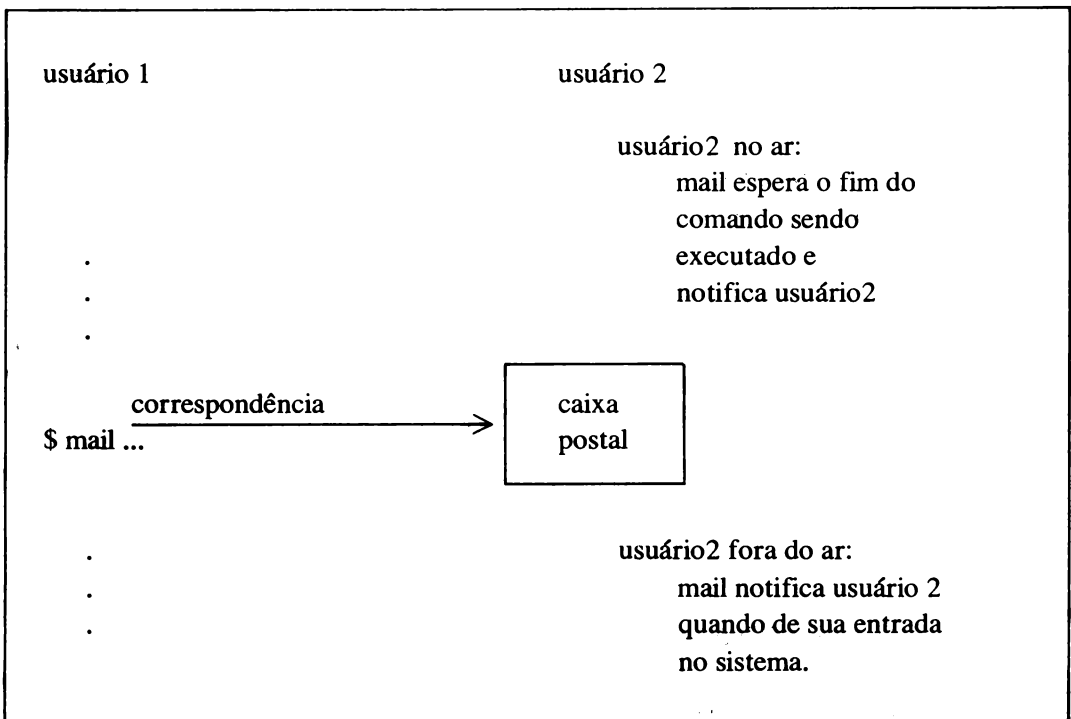 usuário 1
usuário 2
usuário2 no ar:
mail espera o fim do
comando sendo
executado e
notifica usuário2
.
.
.
correspondência
$ mail ...
caixa
postal
.
.
.
usuário2 fora do ar:
mail notifica usuário 2
quando de sua entrada
no sistema.